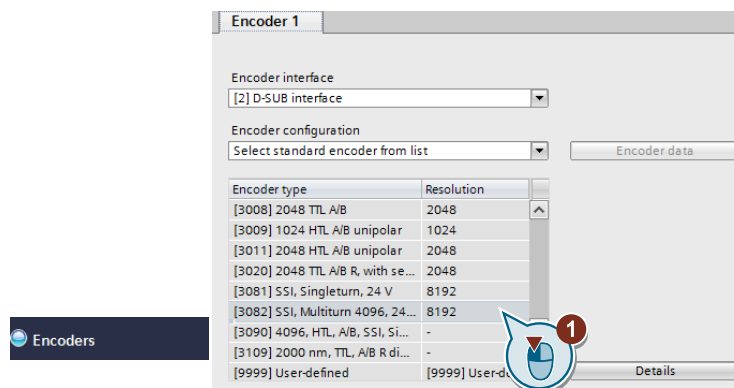 Encoder 1
Encoder interface
[2] D-SUB interface
Encoder configuration
Select standard encoder from list
Encoder data
Encoder type Resolution
[3008] 2048 TTL A/B 2048
[3009] 1024 HTL A/B unipolar 1024
[3011] 2048 HTL A/B unipolar 2048
[3020] 2048 TTL A/B R, with se... 2048
[3081] SSI, Singleturn, 24 V 8192
[3082] SSI, Multiturn 4096, 24... 8192
1
[3090] 4096, HTL, A/B, SSI, Si... -
Encoders
[3109] 2000 nm, TTL, A/B R di... -
[9999] User-defined [9999] User-de
Details